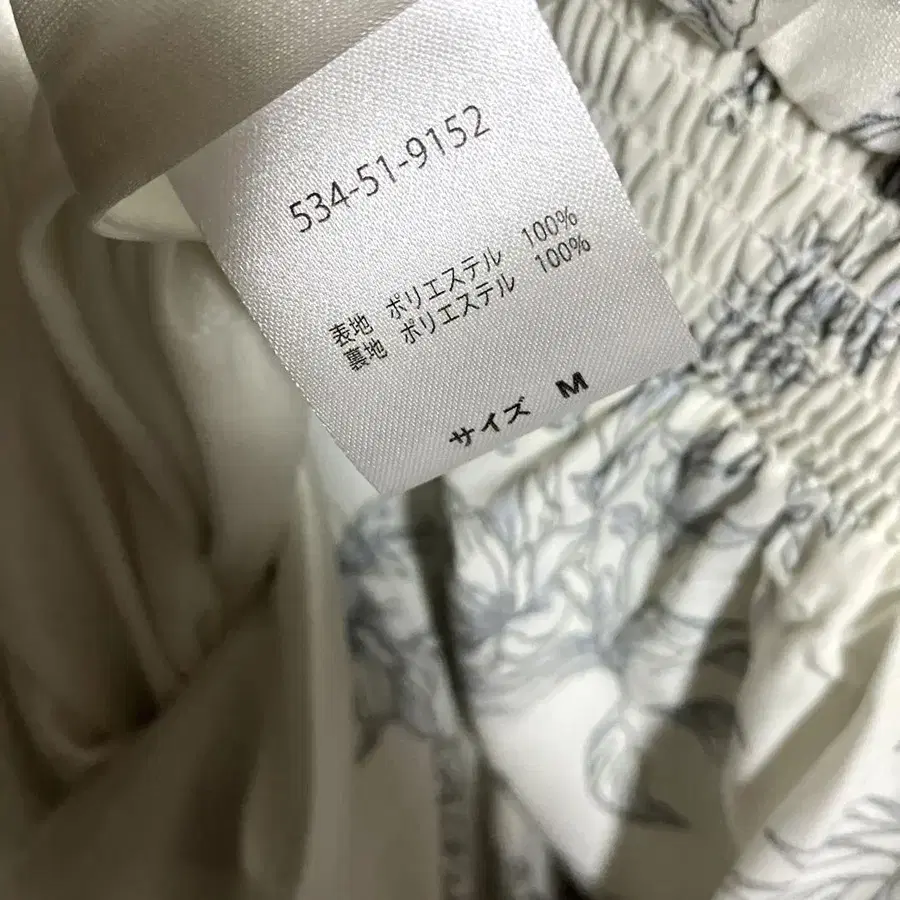 534-51-9152
表地 ポリエステル 100%
裏地 ポリエステル 100%
サイズ M